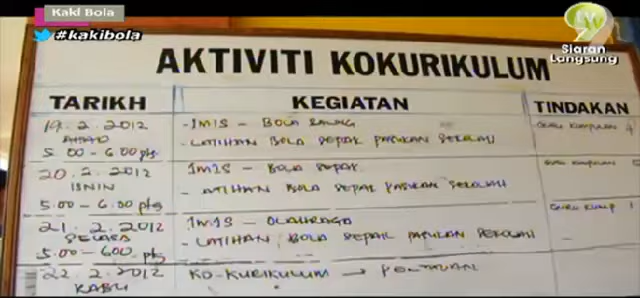 Kaki Bola
#kakibola
TV9
Siaran
Langsung
AKTIVITI KOKURIKULUM
TARIKH KEGIATAN TINDAKAN
19.2.2012 - 1M1S - BOLA
AHAD - LATIHAN BOLA SEPAK PASUKAN SEKOLAH
5.00 - 6.00 ptg
20.2.2012 1M1S - BOLA SEPAK
ISNIN - LATIHAN BOLA SEPAK PASUKAN SEKOLAH
5.00 - 6.00 ptg
21.2.2012 1M1S - OLAHRAGA
SELASA - LATIHAN BOLA SEPAK PASUKAN SEKOLAH
5.00 - 6.00 ptg
22.2.2012 KO-KURIKULUM →
RABU